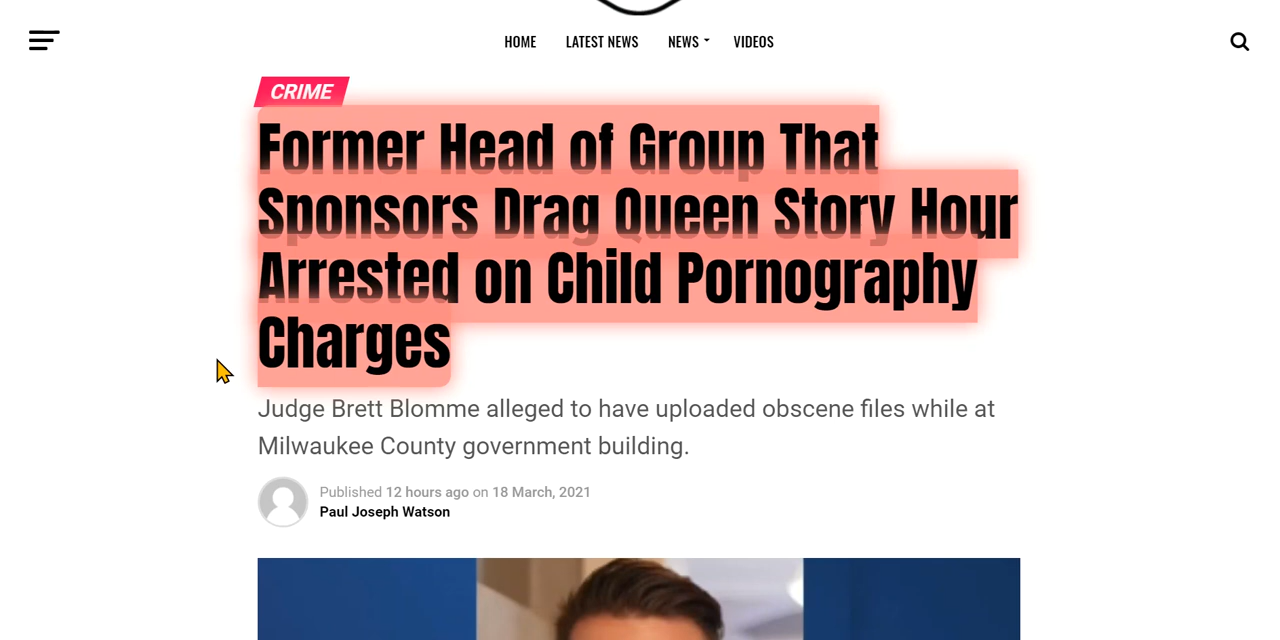 HOME LATEST NEWS NEWS VIDEOS
CRIME
Former Head of Group That
Sponsors Drag Queen Story Hour
Arrested on Child Pornography
Charges
Judge Brett Blomme alleged to have uploaded obscene files while at
Milwaukee County government building.
Published 12 hours ago on 18 March, 2021
Paul Joseph Watson